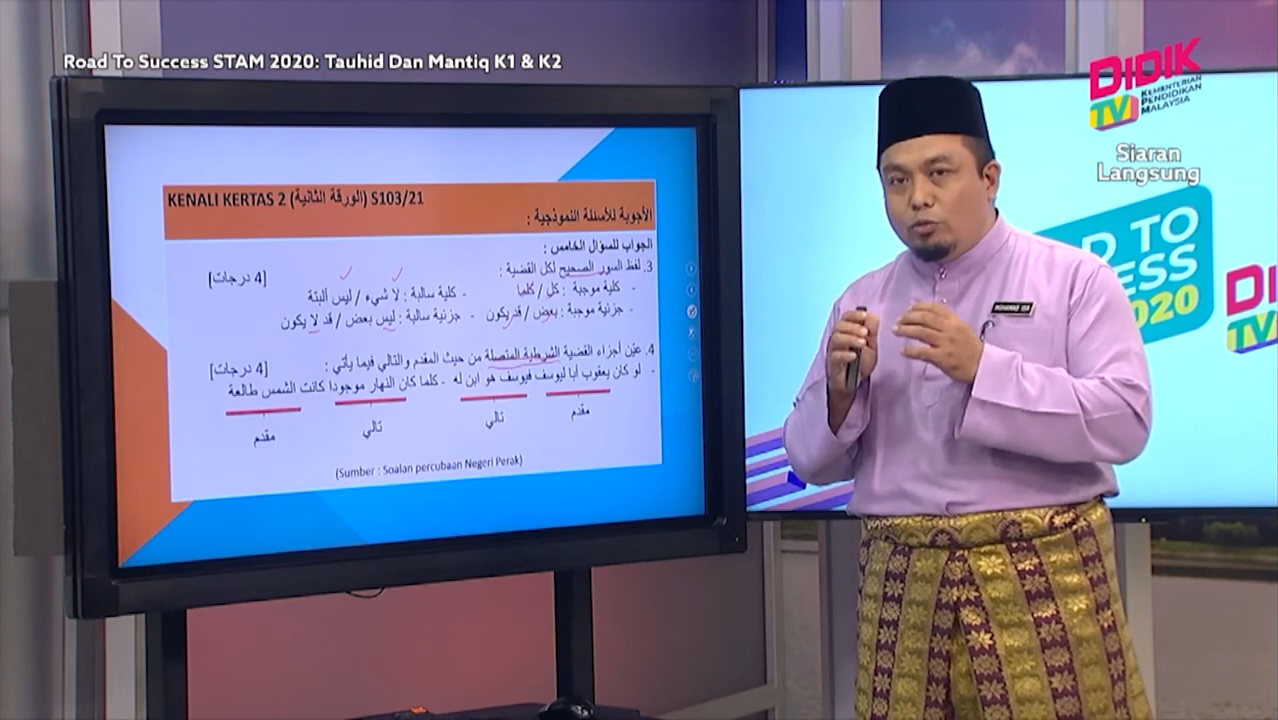 Road To Success STAM 2020: Tauhid Dan Mantiq K1 & K2
DIDIK
TV
KEMENTERIAN
PENDIDIKAN
MALAYSIA
Siaran
Langsung
KENALI KERTAS 2 (الورقة الثانية) S103/21
الأجوبة للأسئلة النموذجية :
الجواب للسؤال الخامس :
3. لفظ السور الصحيح لكل القضية : [4 درجات]
- كلية موجبة : كل / كلما - كلية سالبة : لا شيء / ليس ألبتة
- جزئية موجبة : بعض / قد يكون - جزئية سالبة : ليس بعض / قد لا يكون
4. عيّن أجزاء القضية الشرطية المتصلة من حيث المقدم والتالي فيما يأتي : [4 درجات]
- لو كان يعقوب أبا ليوسف فيوسف هو ابن له - كلما كان النهار موجودا كانت الشمس طالعة
مقدم تالي تالي مقدم
(Sumber : Soalan percubaan Negeri Perak)
D TO
ESS
2020
DI
TV
MOHAMAD